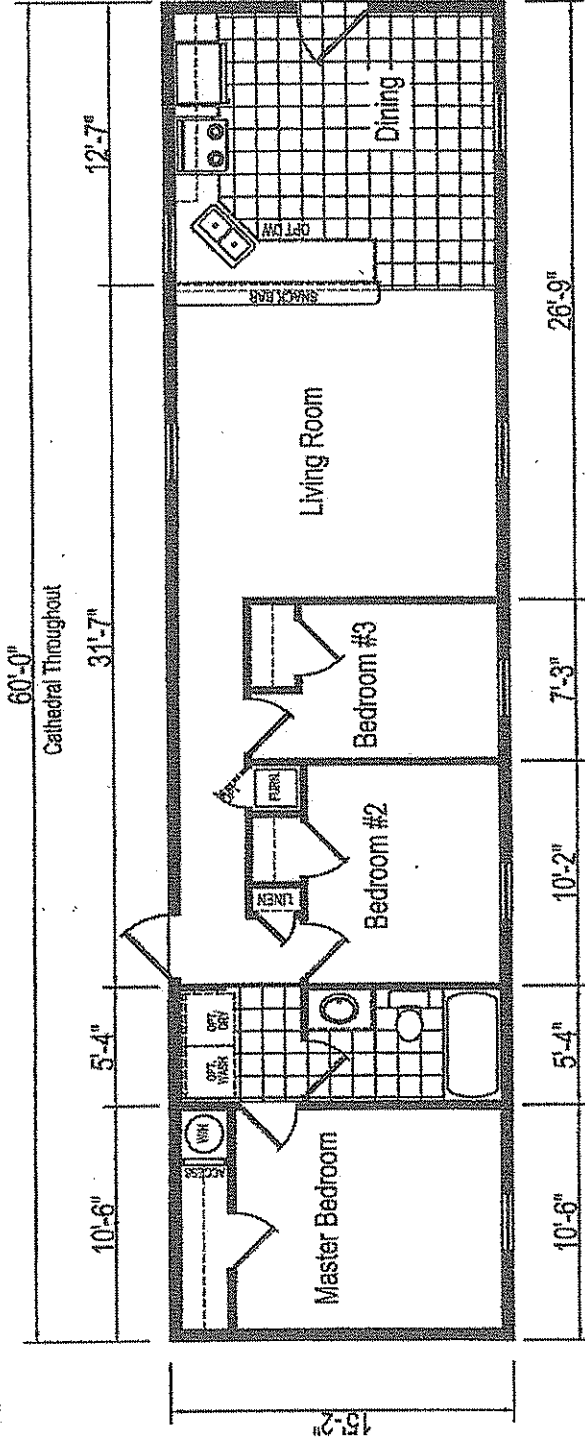 60'-0"
Cathedral Throughout
10'-6"
5'-4"
31'-7"
12'-7"
15'-2"
ACCESS
W/H
OPT. WASH
OPT. DRY
LINEN
FURN.
SNACK BAR
OPT DW
Master Bedroom
Bedroom #2
Bedroom #3
Living Room
Dining
10'-6"
5'-4"
10'-2"
7'-3"
26'-9"